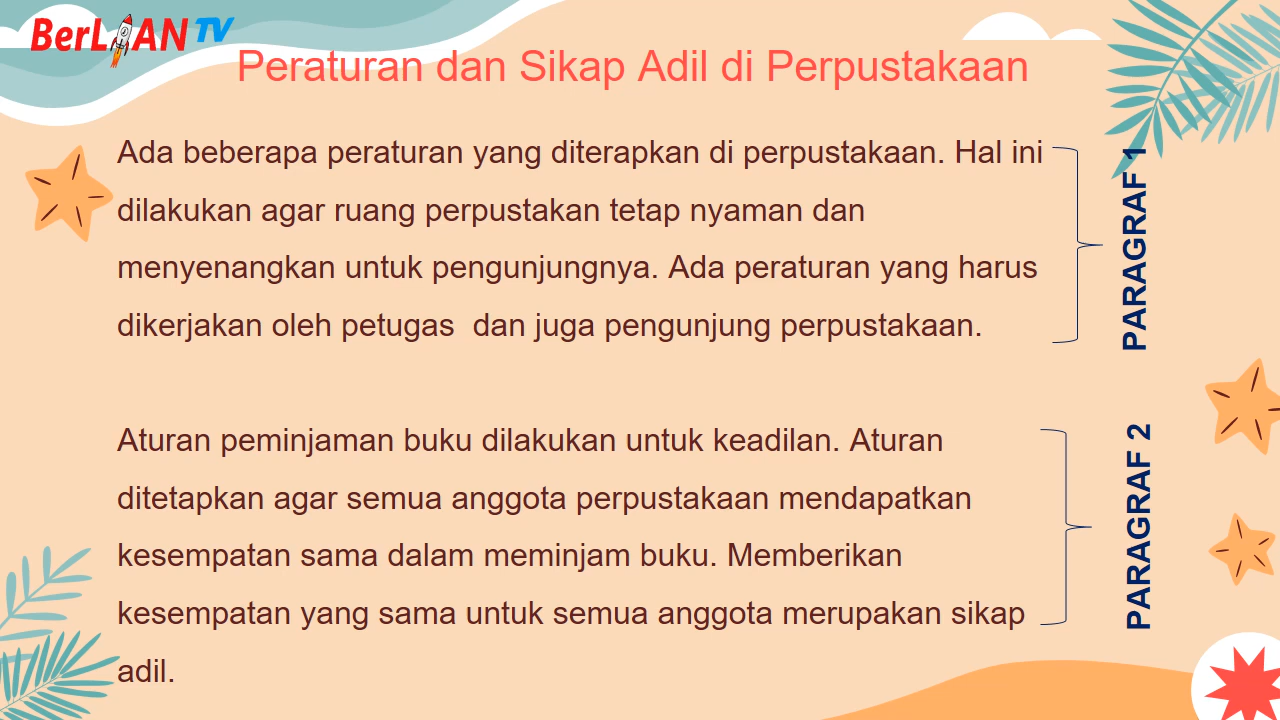 BerLIAN TV
Peraturan dan Sikap Adil di Perpustakaan
Ada beberapa peraturan yang diterapkan di perpustakaan. Hal ini
dilakukan agar ruang perpustakan tetap nyaman dan
menyenangkan untuk pengunjungnya. Ada peraturan yang harus
dikerjakan oleh petugas  dan juga pengunjung perpustakaan.
PARAGRAF 1
Aturan peminjaman buku dilakukan untuk keadilan. Aturan
ditetapkan agar semua anggota perpustakaan mendapatkan
kesempatan sama dalam meminjam buku. Memberikan
kesempatan yang sama untuk semua anggota merupakan sikap
adil.
PARAGRAF 2